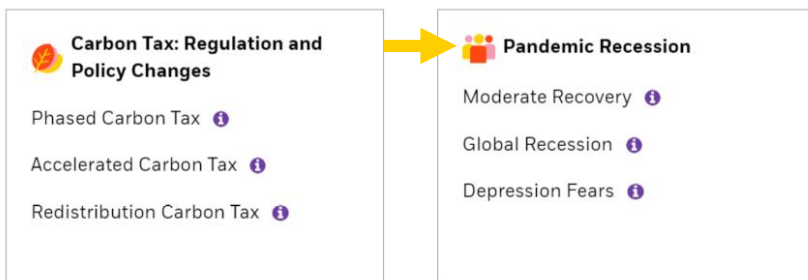 Carbon Tax: Regulation and
Policy Changes
Phased Carbon Tax
Accelerated Carbon Tax
Redistribution Carbon Tax
Pandemic Recession
Moderate Recovery
Global Recession
Depression Fears